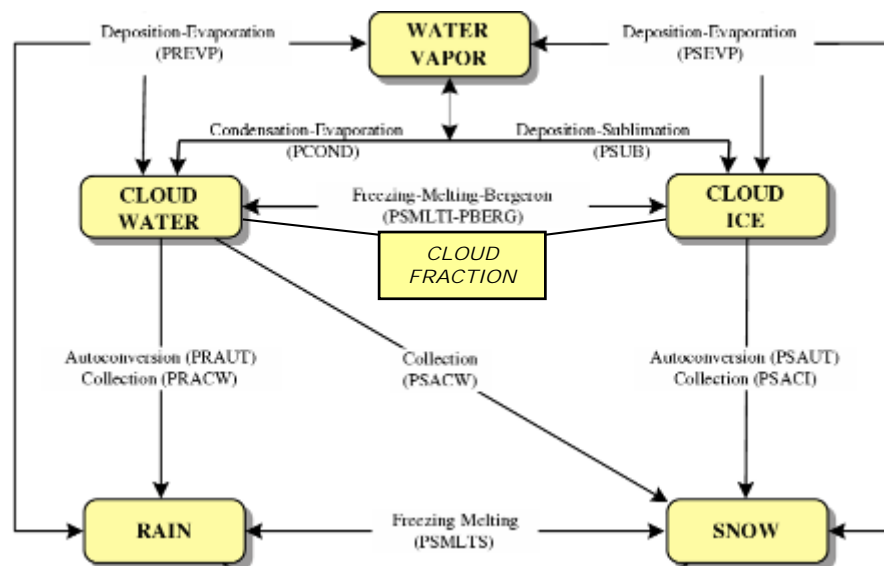 Deposition-Evaporation
(PREVP)
WATER
VAPOR
Deposition-Evaporation
(PSEVP)
Condensation-Evaporation
(PCOND)
Deposition-Sublimation
(PSUB)
CLOUD
WATER
Freezing-Melting-Bergeron
(PSMLTI-PBERG)
CLOUD
ICE
CLOUD
FRACTION
Autoconversion (PRAUT)
Collection (PRACW)
Collection
(PSACW)
Autoconversion (PSAUT)
Collection (PSACI)
RAIN
Freezing Melting
(PSMLTS)
SNOW